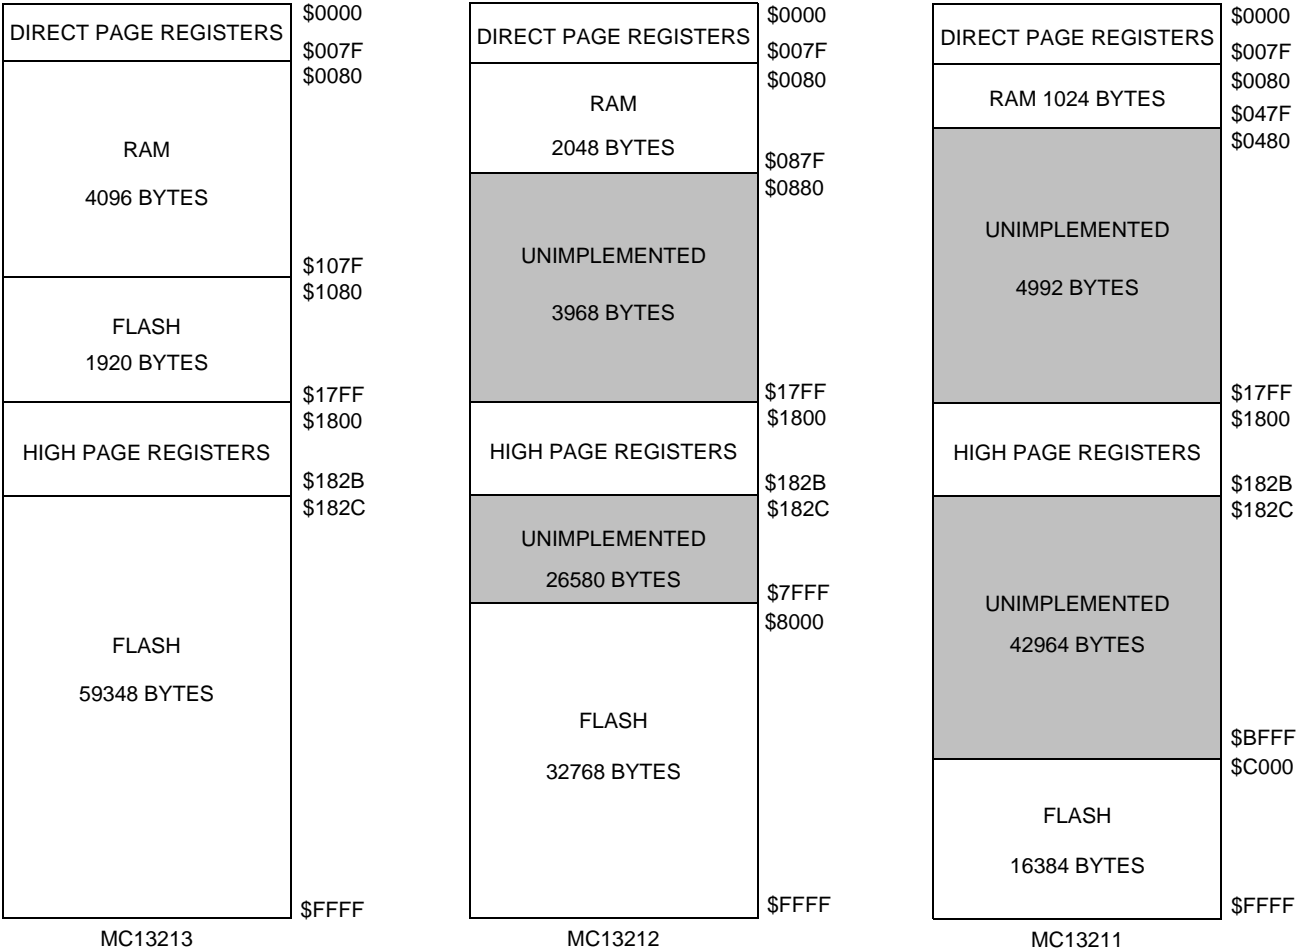 DIRECT PAGE REGISTERS
$0000
$007F
$0080
RAM
4096 BYTES
$107F
$1080
FLASH
1920 BYTES
$17FF
$1800
HIGH PAGE REGISTERS
$182B
$182C
FLASH
59348 BYTES
$FFFF
MC13213
DIRECT PAGE REGISTERS
$0000
$007F
$0080
RAM
2048 BYTES
$087F
$0880
UNIMPLEMENTED
3968 BYTES
$17FF
$1800
HIGH PAGE REGISTERS
$182B
$182C
UNIMPLEMENTED
26580 BYTES
$7FFF
$8000
FLASH
32768 BYTES
$FFFF
MC13212
DIRECT PAGE REGISTERS
$0000
$007F
$0080
RAM 1024 BYTES
$047F
$0480
UNIMPLEMENTED
4992 BYTES
$17FF
$1800
HIGH PAGE REGISTERS
$182B
$182C
UNIMPLEMENTED
42964 BYTES
$BFFF
$C000
FLASH
16384 BYTES
$FFFF
MC13211